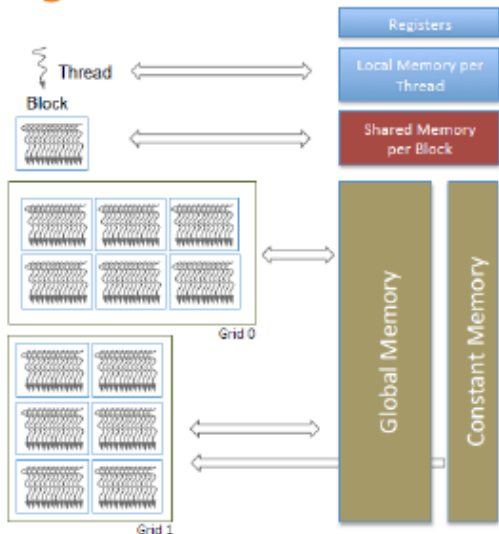 Registers
Thread
Local Memory per
Thread
Block
Shared Memory
per Block
Grid 0
Global Memory
Constant Memory
Grid 1